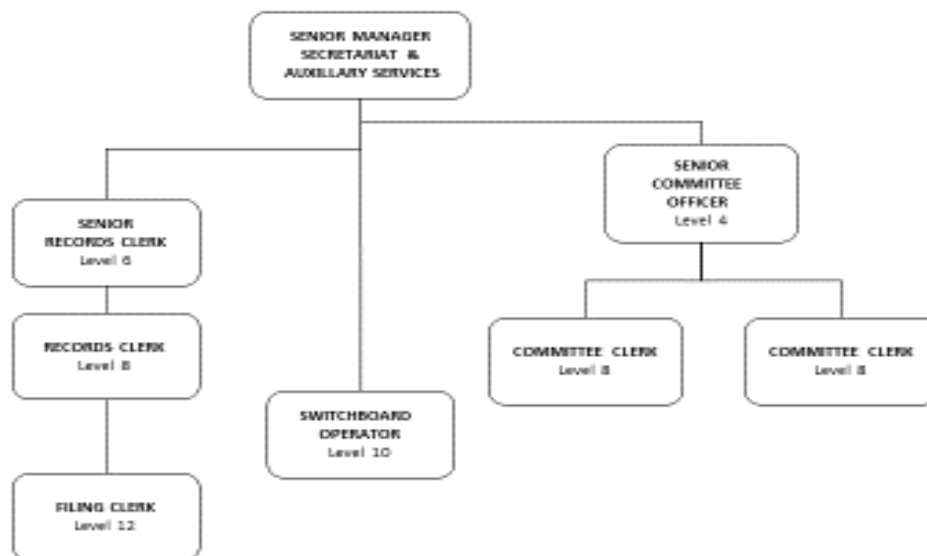 SENIOR MANAGER
SECRETARIAT &
AUXILLARY SERVICES
SENIOR
COMMITTEE
OFFICER
Level 4
SENIOR
RECORDS CLERK
Level 6
RECORDS CLERK
Level 8
COMMITTEE CLERK
Level 8
COMMITTEE CLERK
Level 8
SWITCHBOARD
OPERATOR
Level 10
FILING CLERK
Level 12